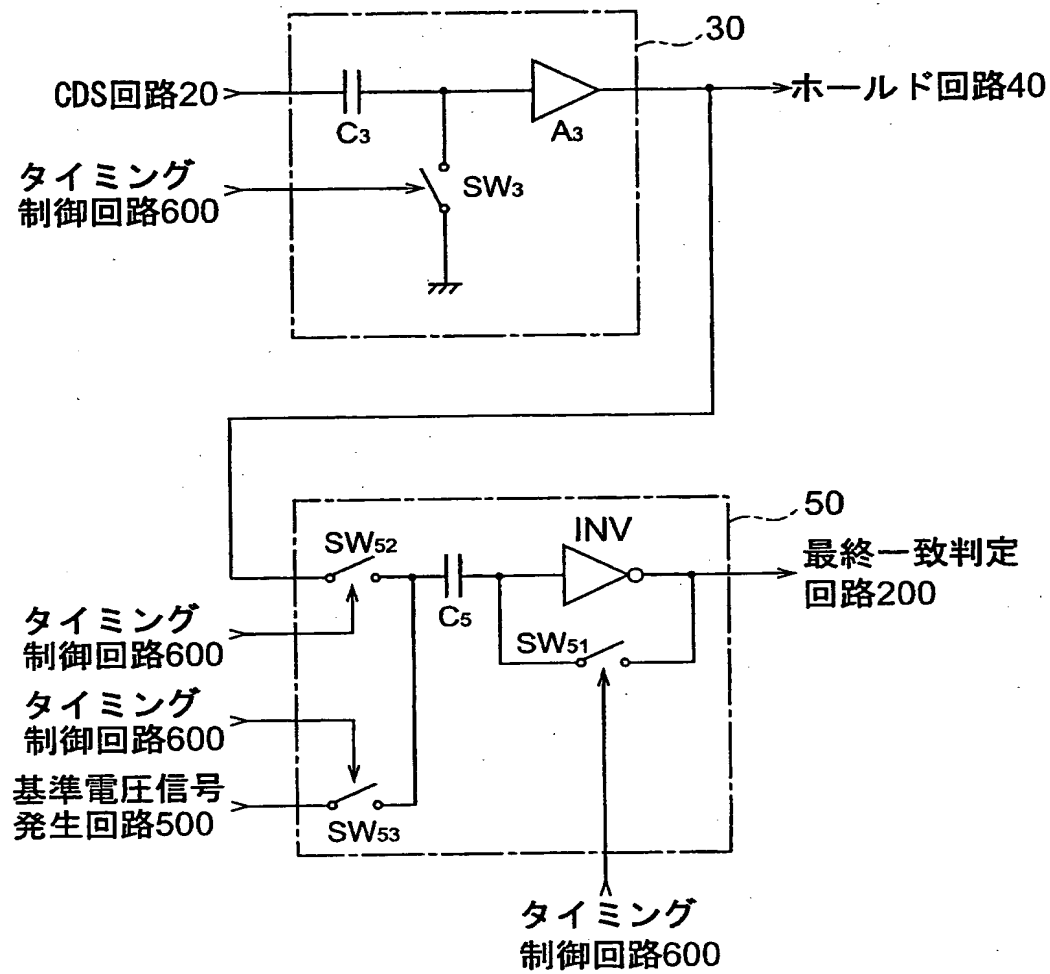 30
CDS回路20
ホールド回路40
C3
A3
タイミング
制御回路600
SW3
50
INV
SW52
最終一致判定
回路200
C5
タイミング
制御回路600
SW51
タイミング
制御回路600
基準電圧信号
発生回路500
SW53
タイミング
制御回路600